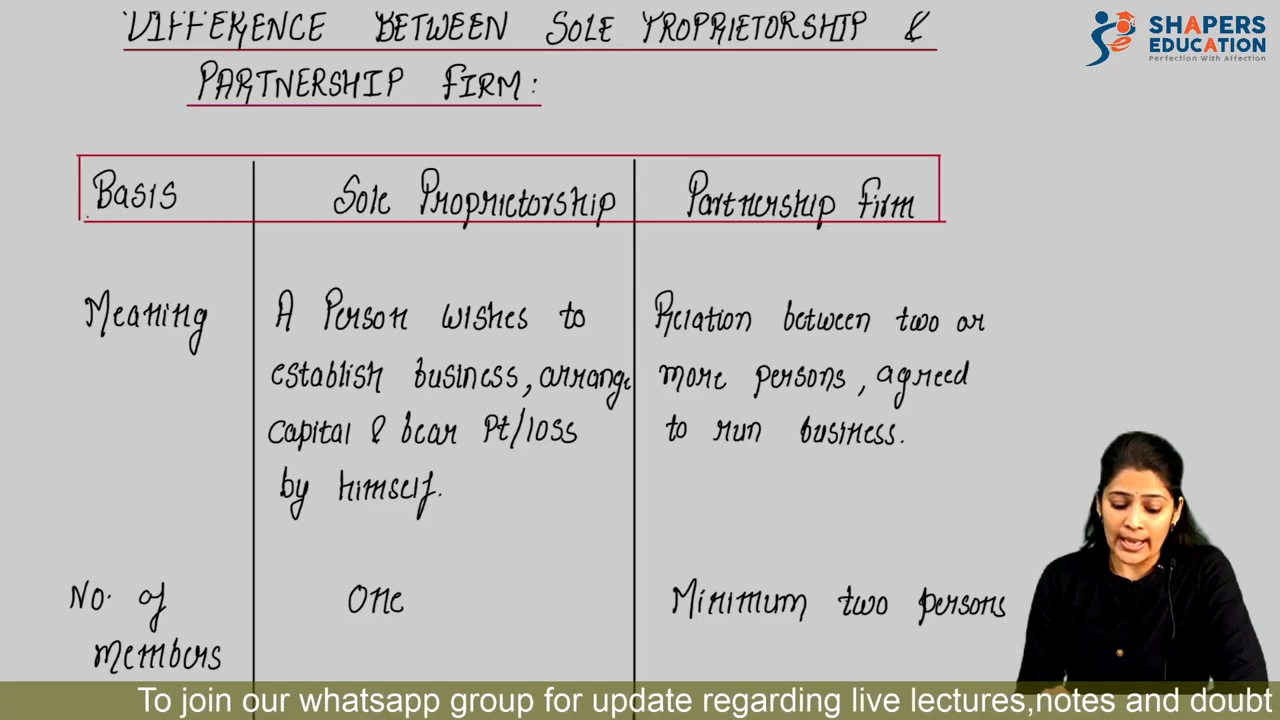 DIFFERENCE BETWEEN SOLE PROPRIETORSHIP &
PARTNERSHIP FIRM:
SHAPERS
EDUCATION
Perfection With Affection
Basis
Sole Proprietorship
Partnership Firm
Meaning
A Person wishes to
establish business, arrange
capital & bear Pt/loss
by himself.
Relation between two or
more persons, agreed
to run business.
No. of
members
One
Minimum two persons
To join our whatsapp group for update regarding live lectures,notes and doubt